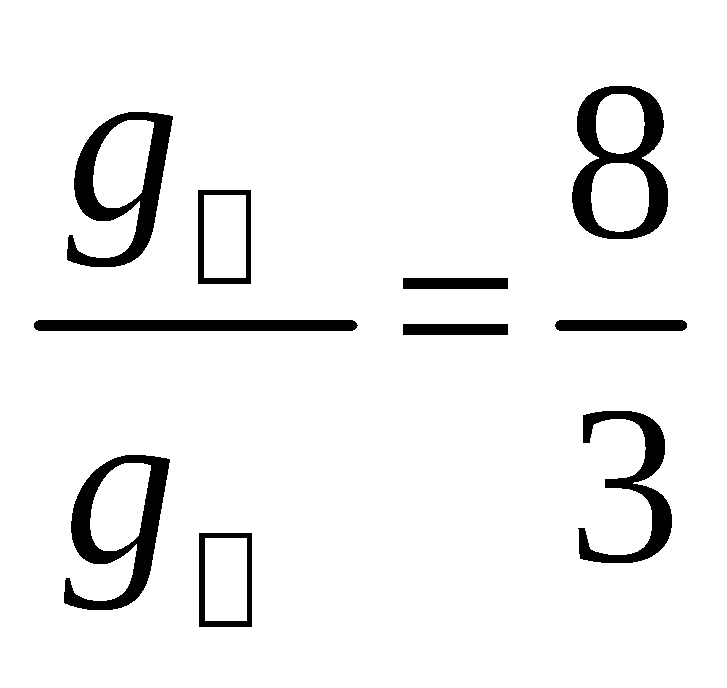 g▯ / g▯ = 8 / 3